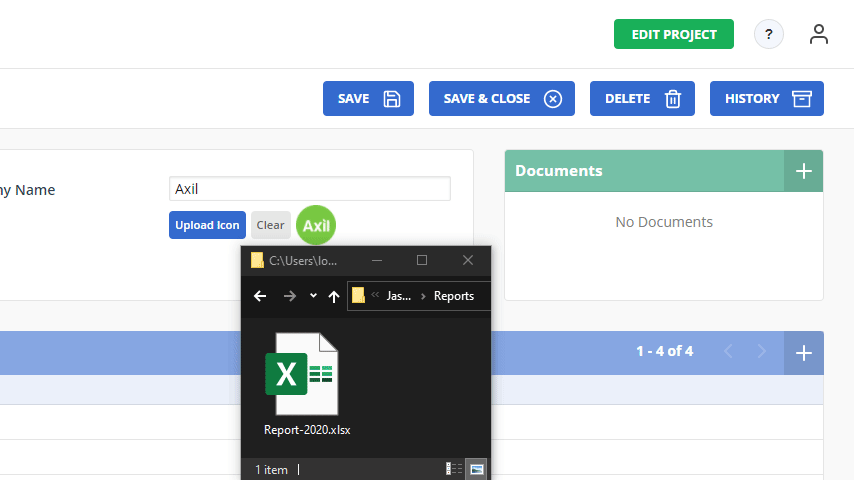 EDIT PROJECT ?
SAVE SAVE & CLOSE DELETE HISTORY
ny Name Axil
Upload Icon Clear Axil
Documents
No Documents
C:\Users\lo...
Jas... Reports
1 - 4 of 4
X
Report-2020.xlsx
1 item